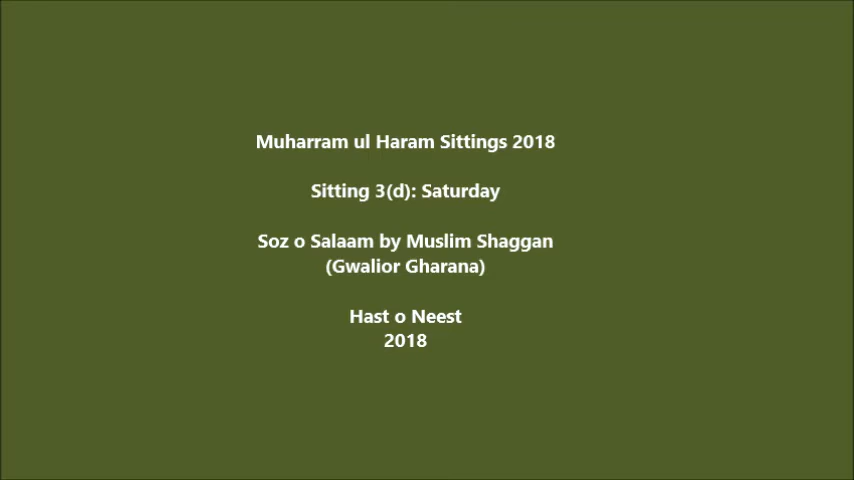 Muharram ul Haram Sittings 2018
Sitting 3(d): Saturday
Soz o Salaam by Muslim Shaggan
(Gwalior Gharana)
Hast o Neest
2018